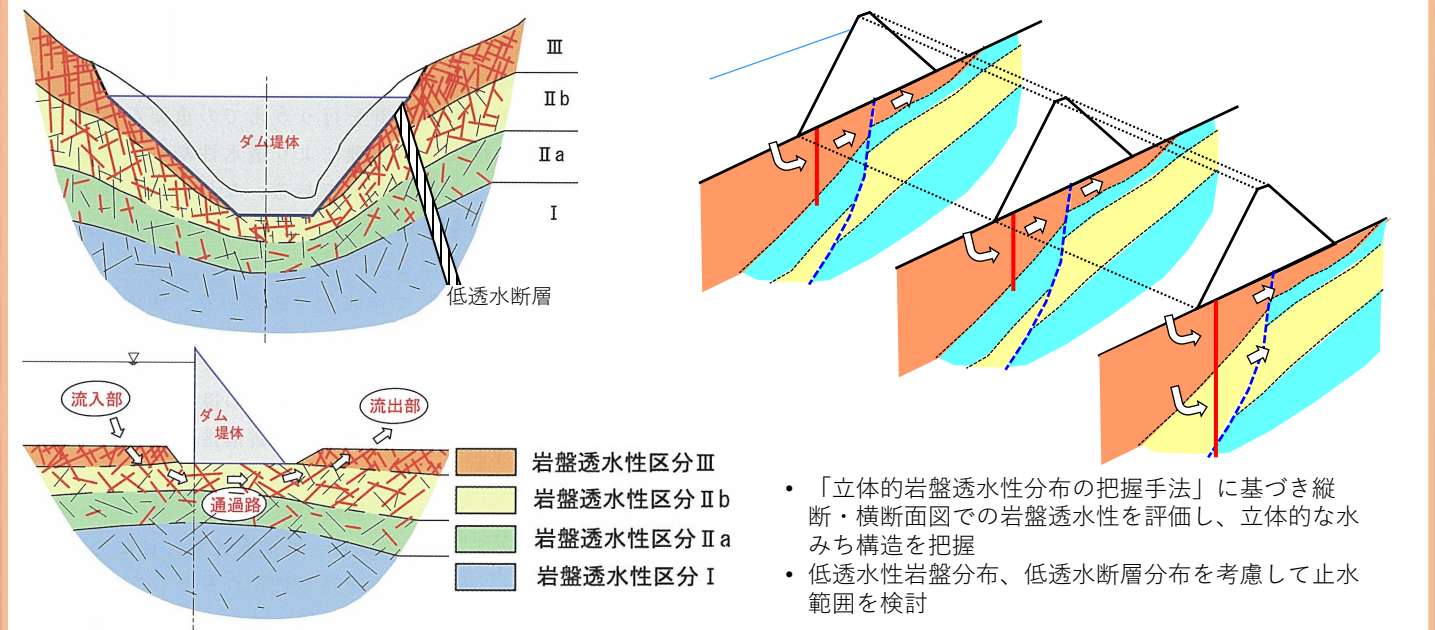 Ⅲ
Ⅱb
Ⅱa
Ⅰ
ダム堤体
低透水断層
流入部
ダム
堤体
流出部
通過路
岩盤透水性区分Ⅲ
岩盤透水性区分Ⅱb
岩盤透水性区分Ⅱa
岩盤透水性区分Ⅰ
• 「立体的岩盤透水性分布の把握手法」に基づき縦
断・横断面図での岩盤透水性を評価し、立体的な水
みち構造を把握
• 低透水性岩盤分布、低透水断層分布を考慮して止水
範囲を検討